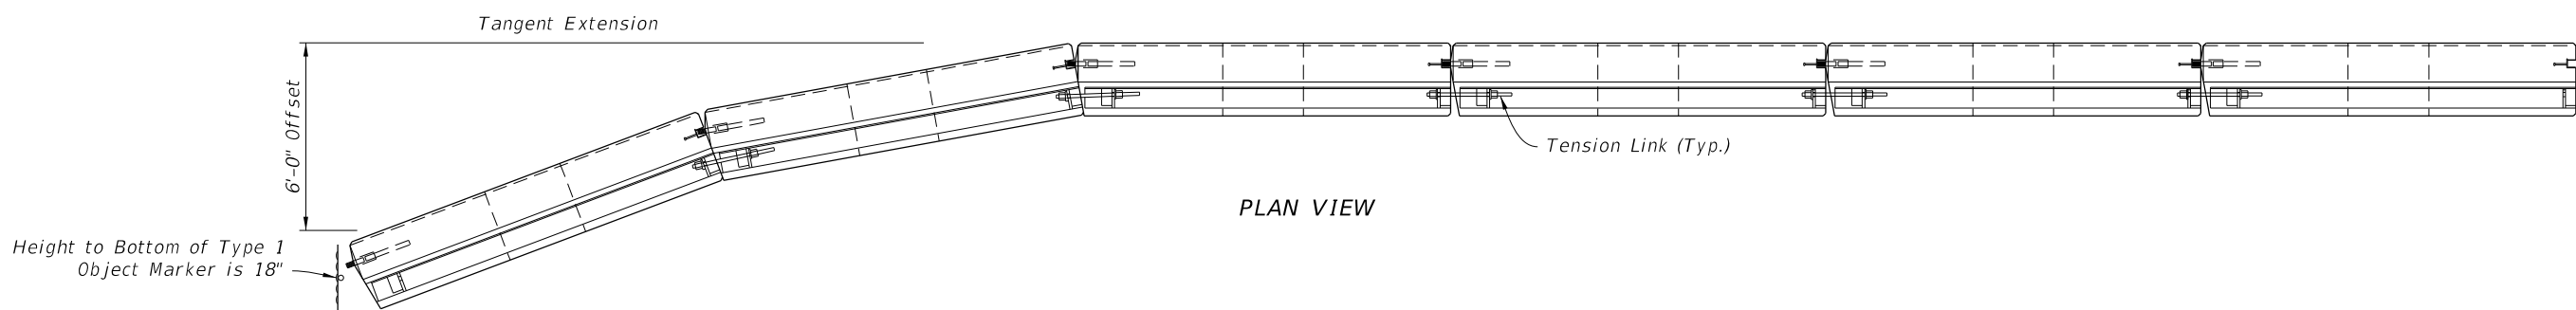 Tangent Extension
6'-0" Offset
Tension Link (Typ.)
PLAN VIEW
Height to Bottom of Type 1
Object Marker is 18"